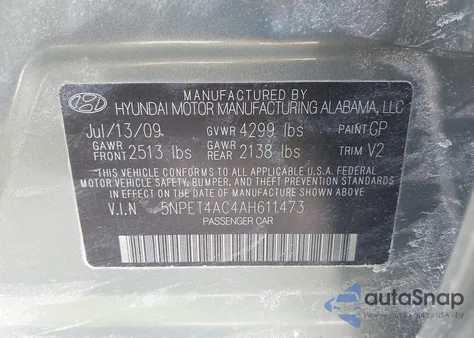 MANUFACTURED BY
HYUNDAI MOTOR MANUFACTURING ALABAMA, LLC
Jul/13/09 GVWR 4299 lbs PAINT GP
GAWR FRONT 2513 lbs GAWR REAR 2138 lbs TRIM V2
THIS VEHICLE CONFORMS TO ALL APPLICABLE U.S.A. FEDERAL MOTOR
VEHICLE SAFETY, BUMPER, AND THEFT PREVENTION STANDARDS IN
EFFECT ON THE DATE OF MANUFACTURE SHOWN ABOVE.
V.I.N 5NPET4AC4AH611473
PASSENGER CAR
autoSnap